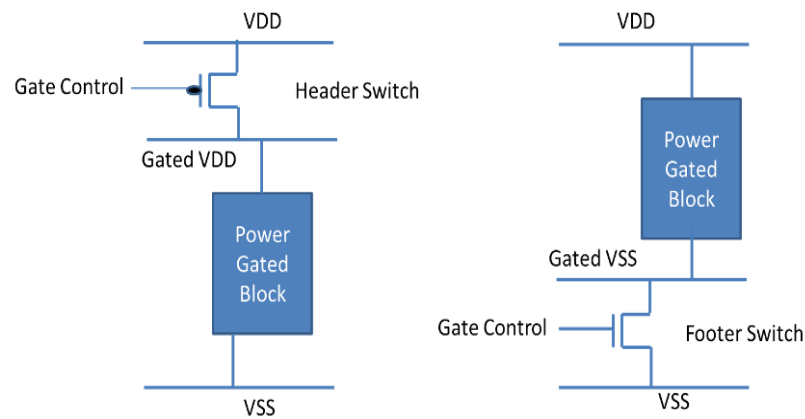 VDD
Gate Control
Header Switch
Gated VDD
Power
Gated
Block
VSS
VDD
Power
Gated
Block
Gated VSS
Gate Control
Footer Switch
VSS